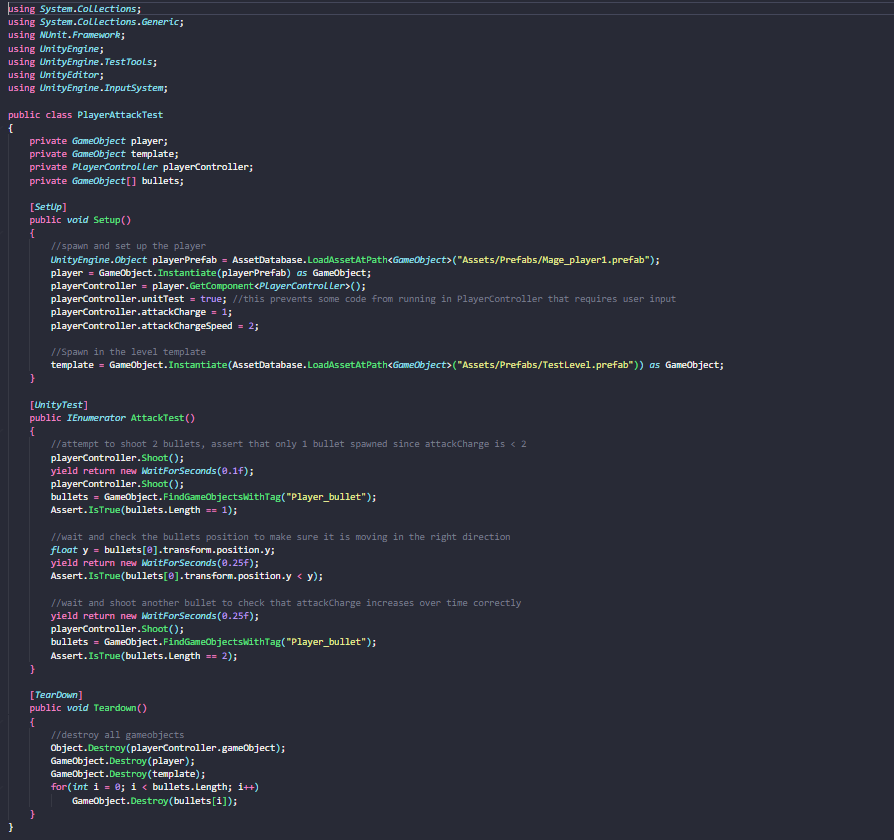 using System.Collections;
using System.Collections.Generic;
using NUnit.Framework;
using UnityEngine;
using UnityEngine.TestTools;
using UnityEditor;
using UnityEngine.InputSystem;

public class PlayerAttackTest
{
    private GameObject player;
    private GameObject template;
    private PlayerController playerController;
    private GameObject[] bullets;

    [SetUp]
    public void Setup()
    {
        //spawn and set up the player
        UnityEngine.Object playerPrefab = AssetDatabase.LoadAssetAtPath<GameObject>("Assets/Prefabs/Mage_player1.prefab");
        player = GameObject.Instantiate(playerPrefab) as GameObject;
        playerController = player.GetComponent<PlayerController>();
        playerController.unitTest = true; //this prevents some code from running in PlayerController that requires user input
        playerController.attackCharge = 1;
        playerController.attackChargeSpeed = 2;

        //Spawn in the level template
        template = GameObject.Instantiate(AssetDatabase.LoadAssetAtPath<GameObject>("Assets/Prefabs/TestLevel.prefab")) as GameObject;
    }

    [UnityTest]
    public IEnumerator AttackTest()
    {
        //attempt to shoot 2 bullets, assert that only 1 bullet spawned since attackCharge is < 2
        playerController.Shoot();
        yield return new WaitForSeconds(0.1f);
        playerController.Shoot();
        bullets = GameObject.FindGameObjectsWithTag("Player_bullet");
        Assert.IsTrue(bullets.Length == 1);

        //wait and check the bullets position to make sure it is moving in the right direction
        float y = bullets[0].transform.position.y;
        yield return new WaitForSeconds(0.25f);
        Assert.IsTrue(bullets[0].transform.position.y < y);

        //wait and shoot another bullet to check that attackCharge increases over time correctly
        yield return new WaitForSeconds(0.25f);
        playerController.Shoot();
        bullets = GameObject.FindGameObjectsWithTag("Player_bullet");
        Assert.IsTrue(bullets.Length == 2);
    }

    [TearDown]
    public void Teardown()
    {
        //destroy all gameobjects
        Object.Destroy(playerController.gameObject);
        GameObject.Destroy(player);
        GameObject.Destroy(template);
        for(int i = 0; i < bullets.Length; i++)
            GameObject.Destroy(bullets[i]);
    }
}